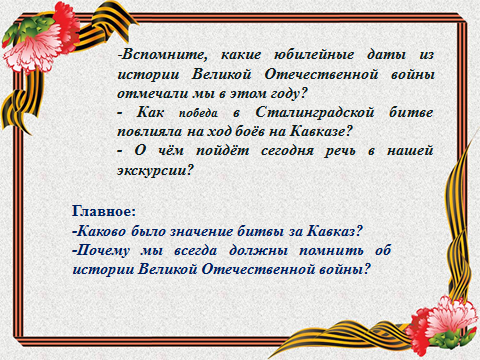 -Вспомните, какие юбилейные даты из
истории Великой Отечественной войны
отмечали мы в этом году?
- Как победа в Сталинградской битве
повлияла на ход боёв на Кавказе?
- О чём пойдёт сегодня речь в нашей
экскурсии?
Главное:
-Каково было значение битвы за Кавказ?
-Почему мы всегда должны помнить об
истории Великой Отечественной войны?